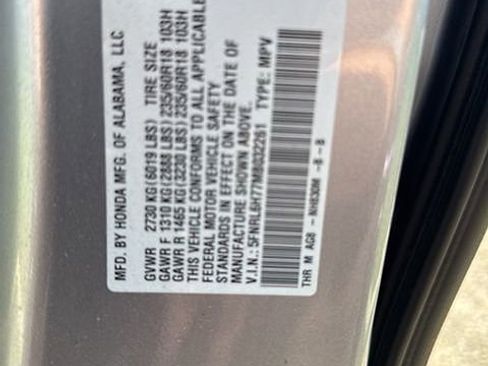 MFD. BY HONDA MFG. OF ALABAMA, LLC
GVWR 2730 KG(6019 LBS) TIRE SIZE
GAWR F 1310 KG(2888 LBS)235/60R18 103H
GAWR R 1465 KG(3230 LBS)235/60R18 103H
THIS VEHICLE CONFORMS TO ALL APPLICABLE
FEDERAL MOTOR VEHICLE SAFETY
STANDARDS IN EFFECT ON THE DATE OF
MANUFACTURE SHOWN ABOVE.
V.I.N.: 5FNRL6H77MB032261 TYPE: MPV
THR M AG8 - NH830M -B -B